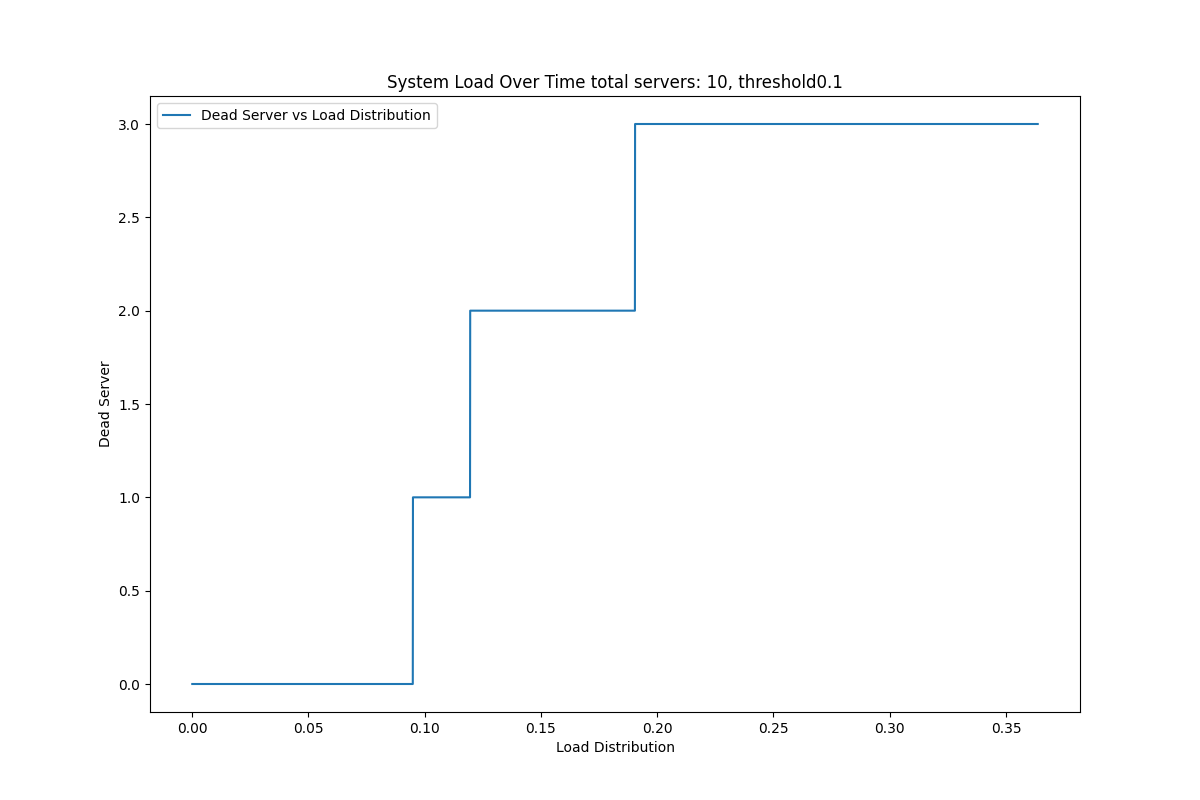 System Load Over Time total servers: 10, threshold0.1
Dead Server vs Load Distribution
3.0
2.5
2.0
1.5
1.0
0.5
0.0
Dead Server
0.00 0.05 0.10 0.15 0.20 0.25 0.30 0.35
Load Distribution